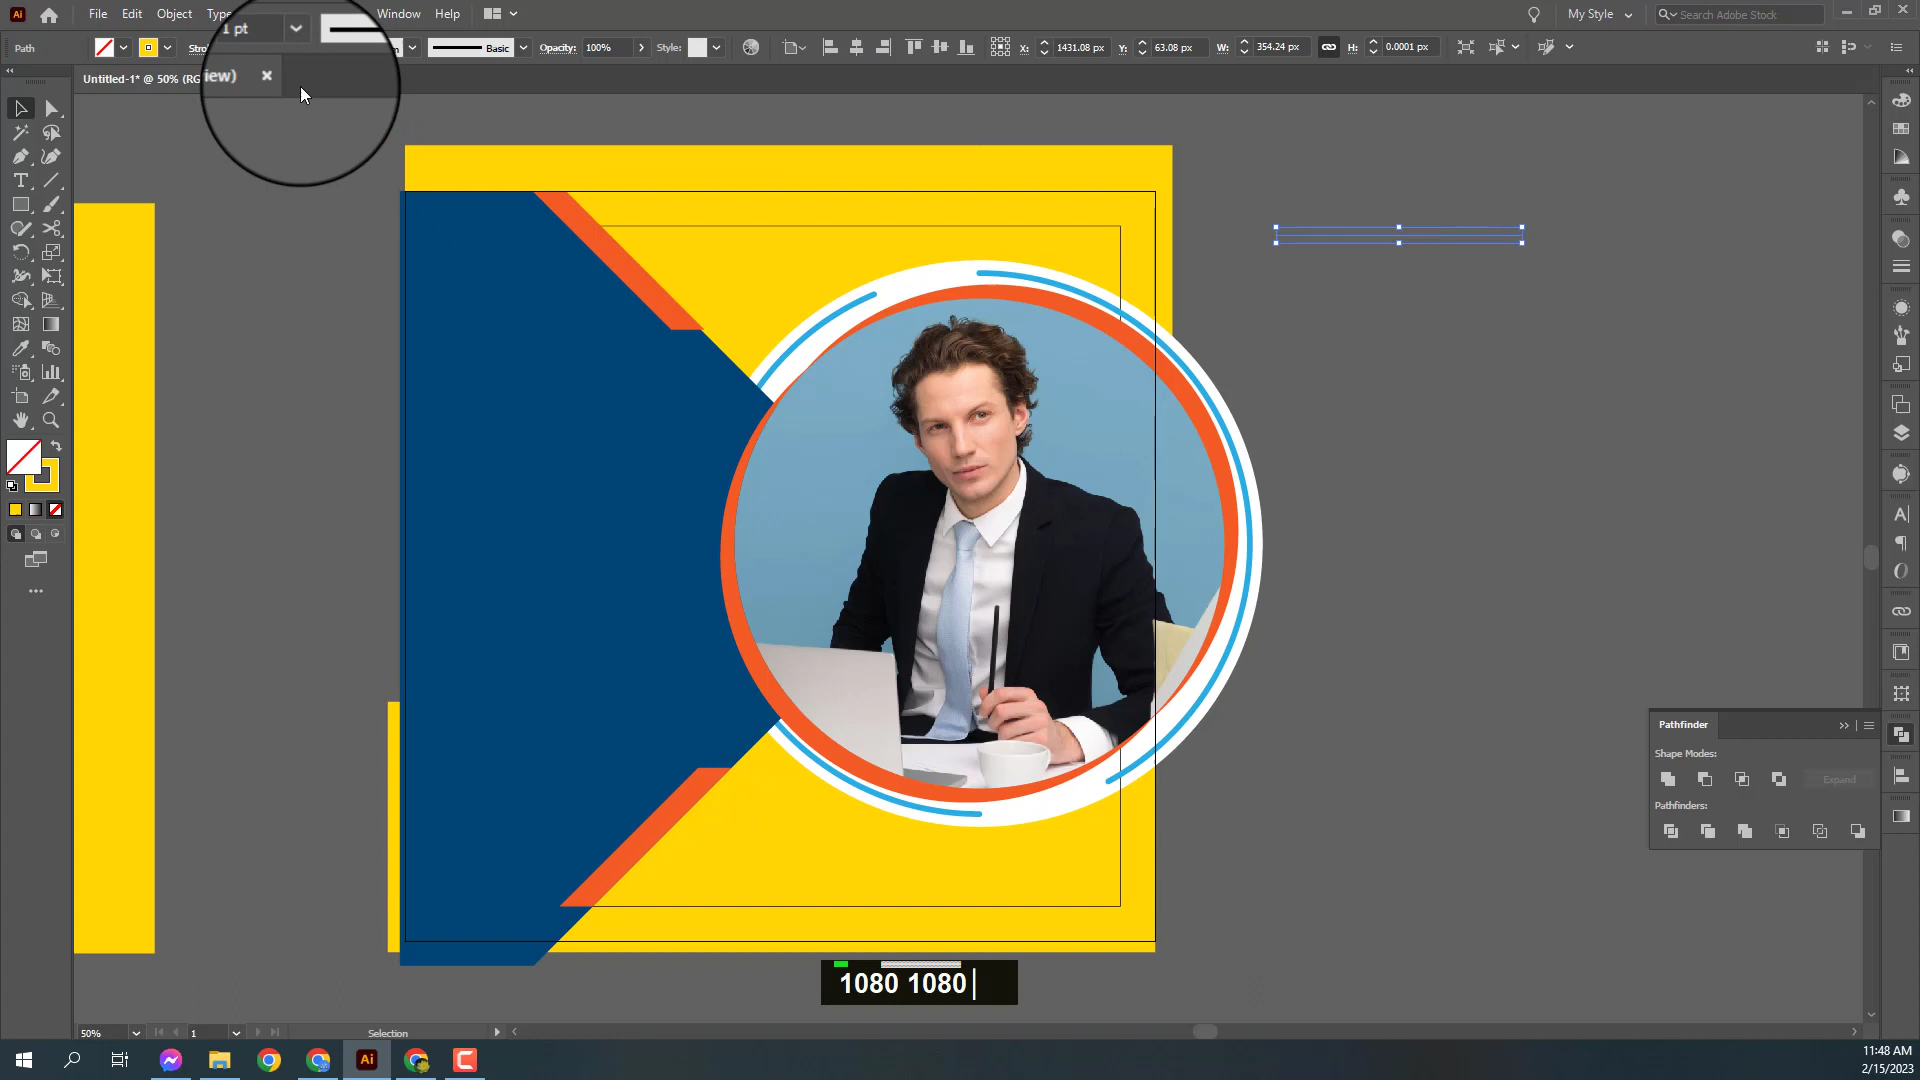 Ai File Edit Object Type Window Help My Style Search Adobe Stock
Path 1 pt Basic Opacity: 100% Style: X: 1431.08 px Y: 63.08 px W: 354.24 px H: 0.0001 px
Untitled-1* @ 50% (RG iew) ×
Pathfinder
Shape Modes:
Expand
Pathfinders:
1080 1080
50% 1 Selection
Ai
11:48 AM
2/15/2023